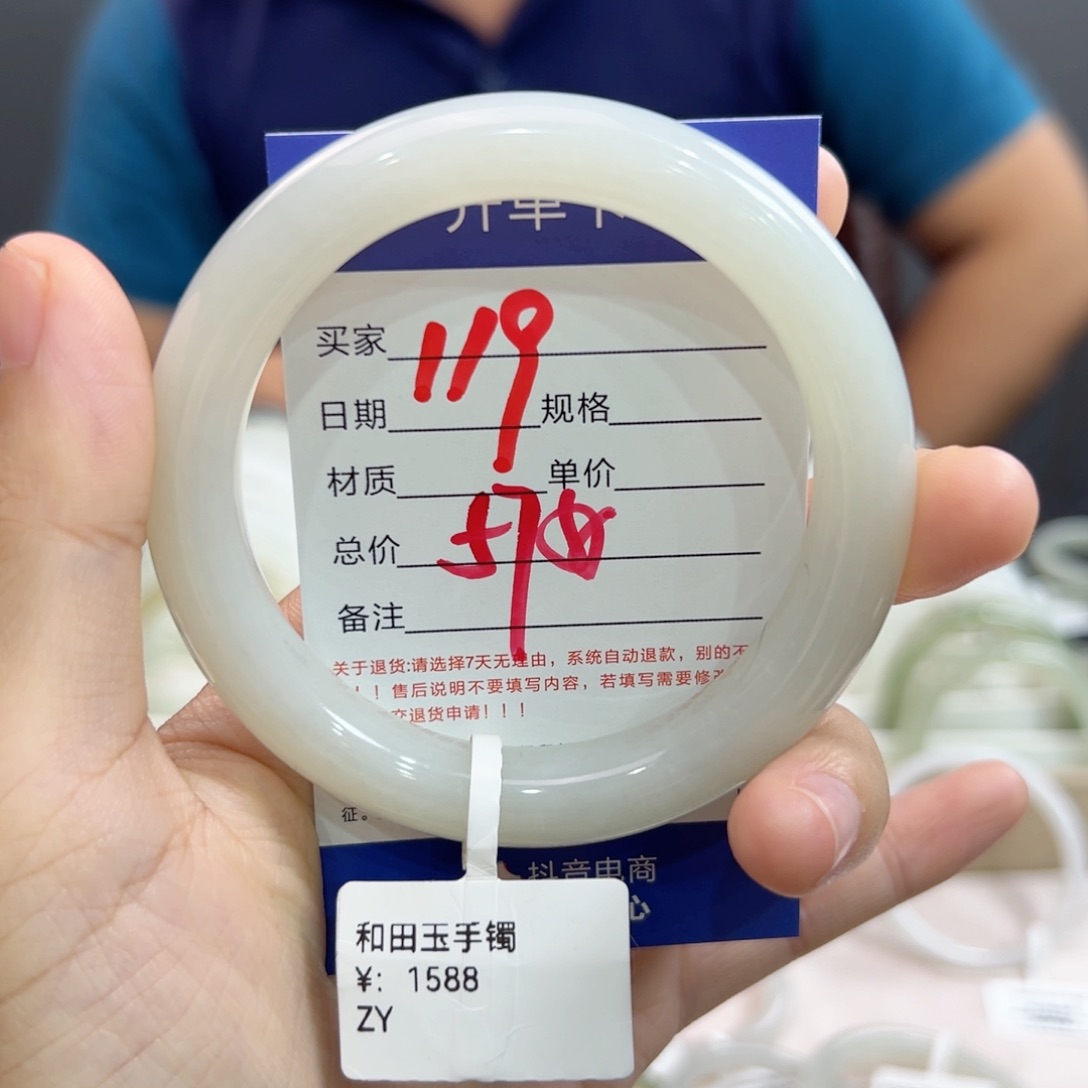 开单卡
买家
119
日期 规格
材质 单价
总价
备注
关于退货:请选择7天无理由，系统自动退款，别的不
！！售后说明不要填写内容，若填写需要修改
交退货申请！！！
征。
抖音电商
心
和田玉手镯
¥: 1588
ZY